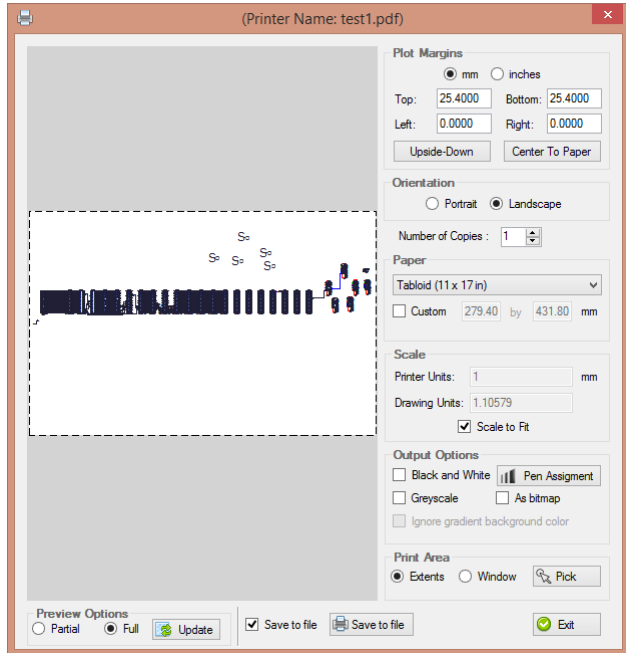 (Printer Name: test1.pdf)
Plot Margins
mm inches
Top: 25.4000 Bottom: 25.4000
Left: 0.0000 Right: 0.0000
Upside-Down Center To Paper
Orientation
Portrait Landscape
Number of Copies : 1
Paper
Tabloid (11 x 17 in)
Custom 279.40 by 431.80 mm
Scale
Printer Units: 1 mm
Drawing Units: 1.10579
Scale to Fit
Output Options
Black and White Pen Assigment
Greyscale As bitmap
Ignore gradient background color
Print Area
Extents Window Pick
Preview Options
Partial Full Update Save to file Save to file Exit